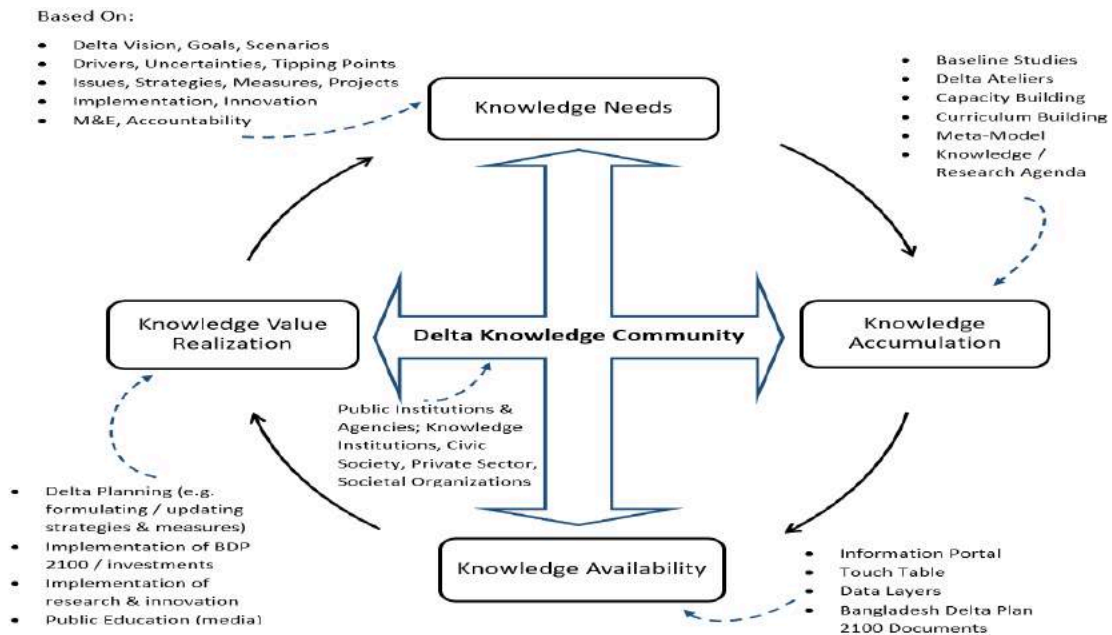 Based On:
• Delta Vision, Goals, Scenarios
• Drivers, Uncertainties, Tipping Points
• Issues, Strategies, Measures, Projects
• Implementation, Innovation
• M&E, Accountability
Knowledge Needs
• Baseline Studies
• Delta Ateliers
• Capacity Building
• Curriculum Building
• Meta-Model
• Knowledge /
Research Agenda
Knowledge Value
Realization
Delta Knowledge Community
Knowledge
Accumulation
Public Institutions &
Agencies; Knowledge
Institutions, Civic
Society, Private Sector,
Societal Organizations
• Delta Planning (e.g.
formulating / updating
strategies & measures)
• Implementation of BDP
2100 / investments
• Implementation of
research & innovation
• Public Education (media)
Knowledge Availability
• Information Portal
• Touch Table
• Data Layers
• Bangladesh Delta Plan
2100 Documents